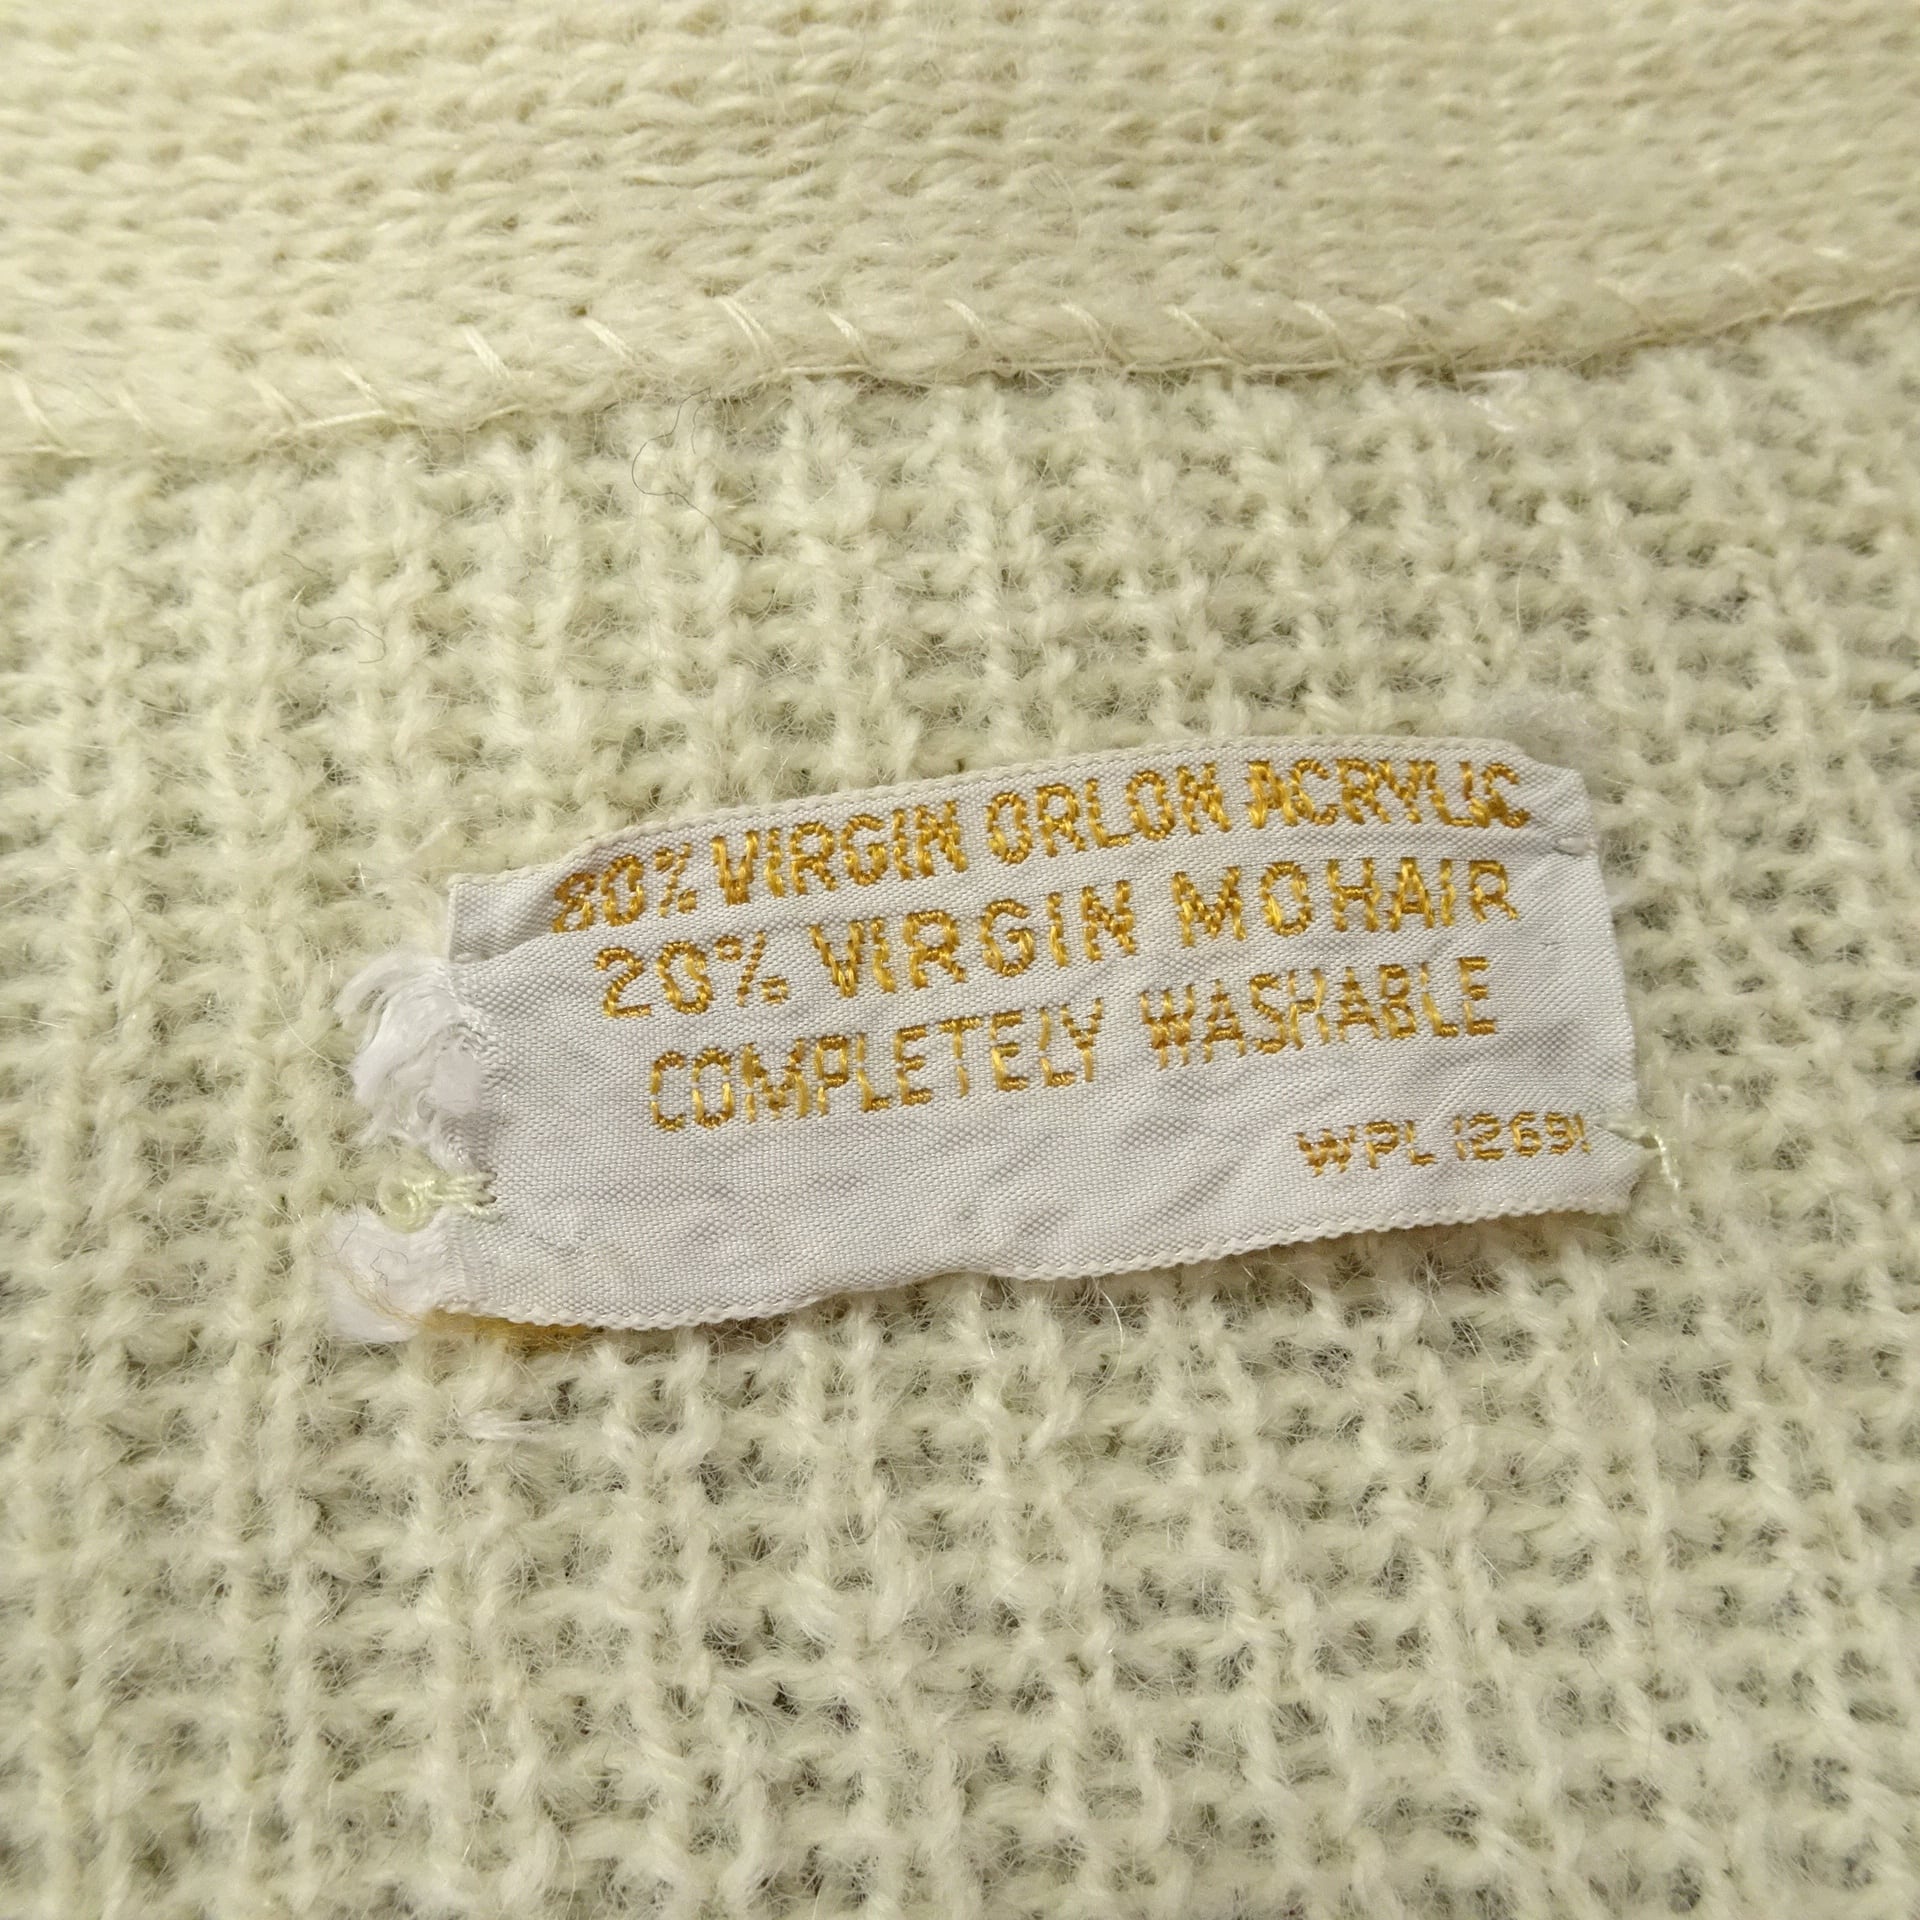 80% VIRGIN ORLON ACRYLIC
20% VIRGIN MOHAIR
COMPLETELY WASHABLE
WPL 12691